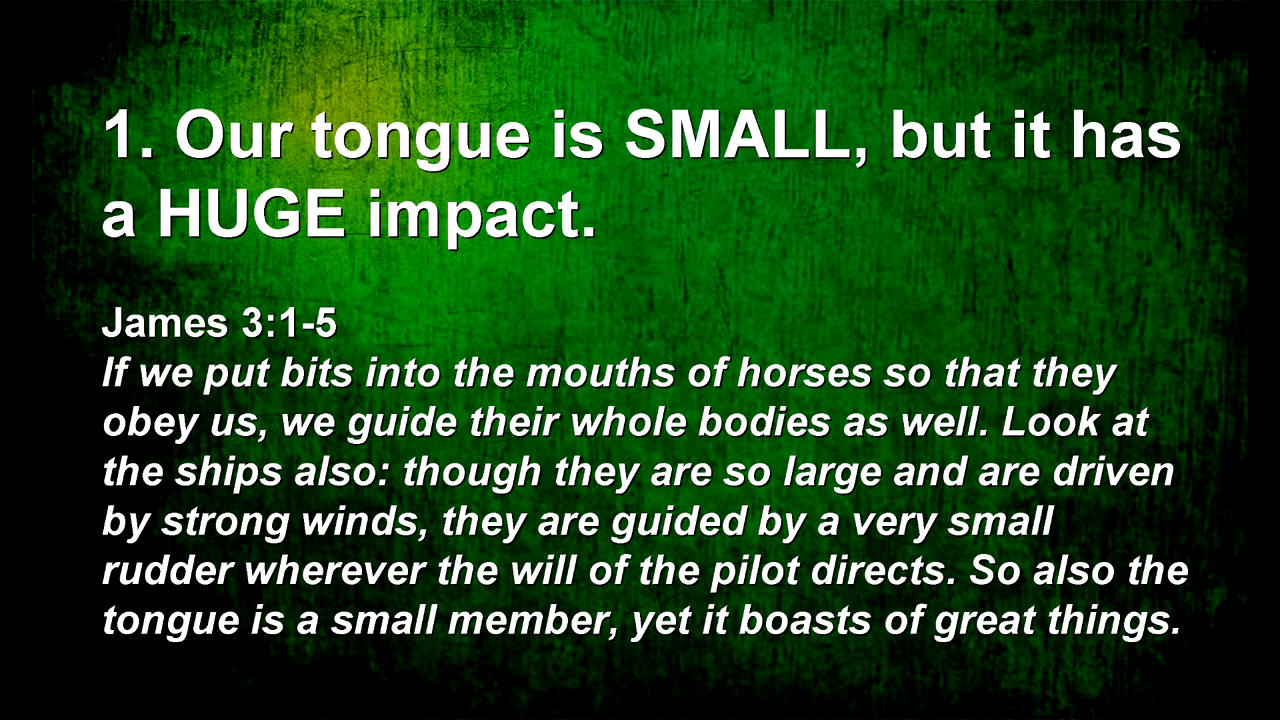 1. Our tongue is SMALL, but it has
a HUGE impact.
James 3:1-5
If we put bits into the mouths of horses so that they
obey us, we guide their whole bodies as well. Look at
the ships also: though they are so large and are driven
by strong winds, they are guided by a very small
rudder wherever the will of the pilot directs. So also the
tongue is a small member, yet it boasts of great things.